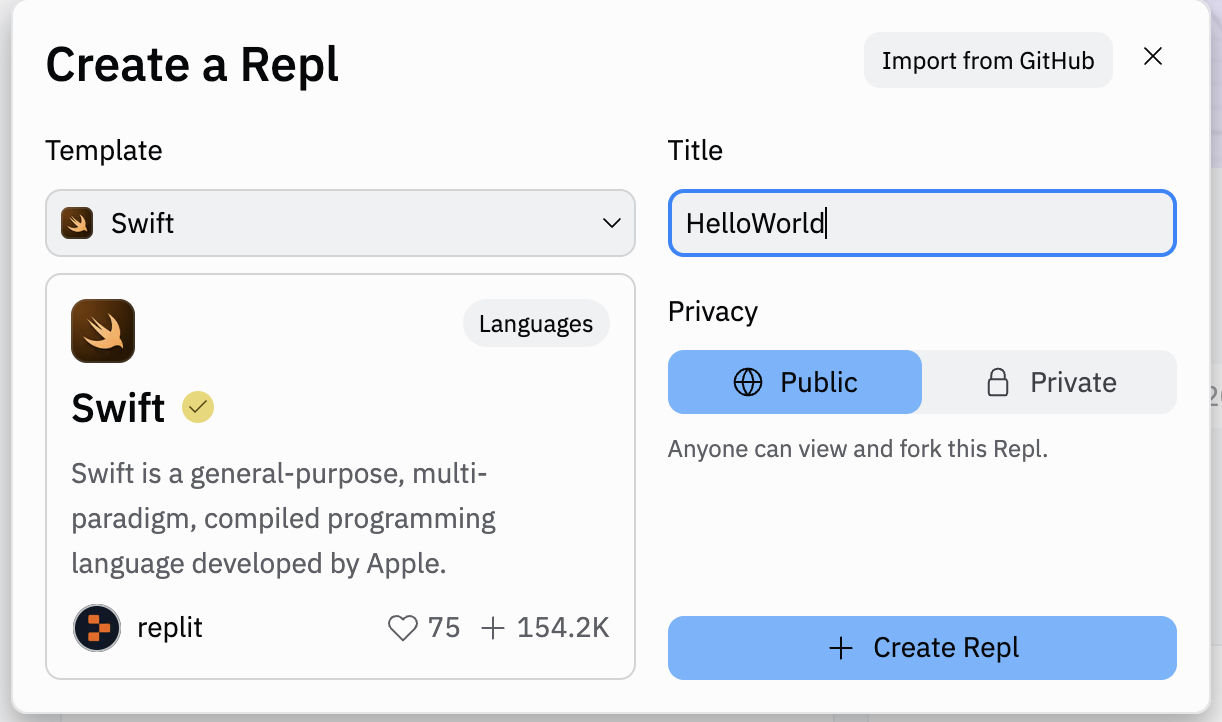 Create a Repl
Import from GitHub
Template
Title
Swift
HelloWorld
Languages
Privacy
Public
Private
Swift
Anyone can view and fork this Repl.
Swift is a general-purpose, multi-
paradigm, compiled programming
language developed by Apple.
replit
75
154.2K
+ Create Repl